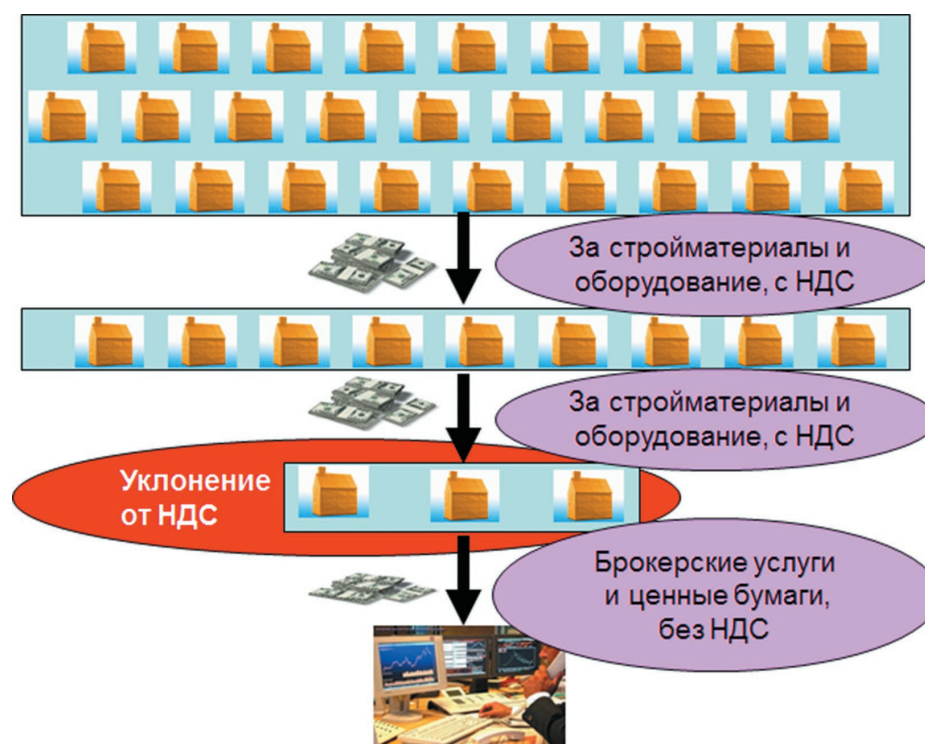 За стройматериалы и
оборудование, с НДС
За стройматериалы и
оборудование, с НДС
Уклонение
от НДС
Брокерские услуги
и ценные бумаги,
без НДС